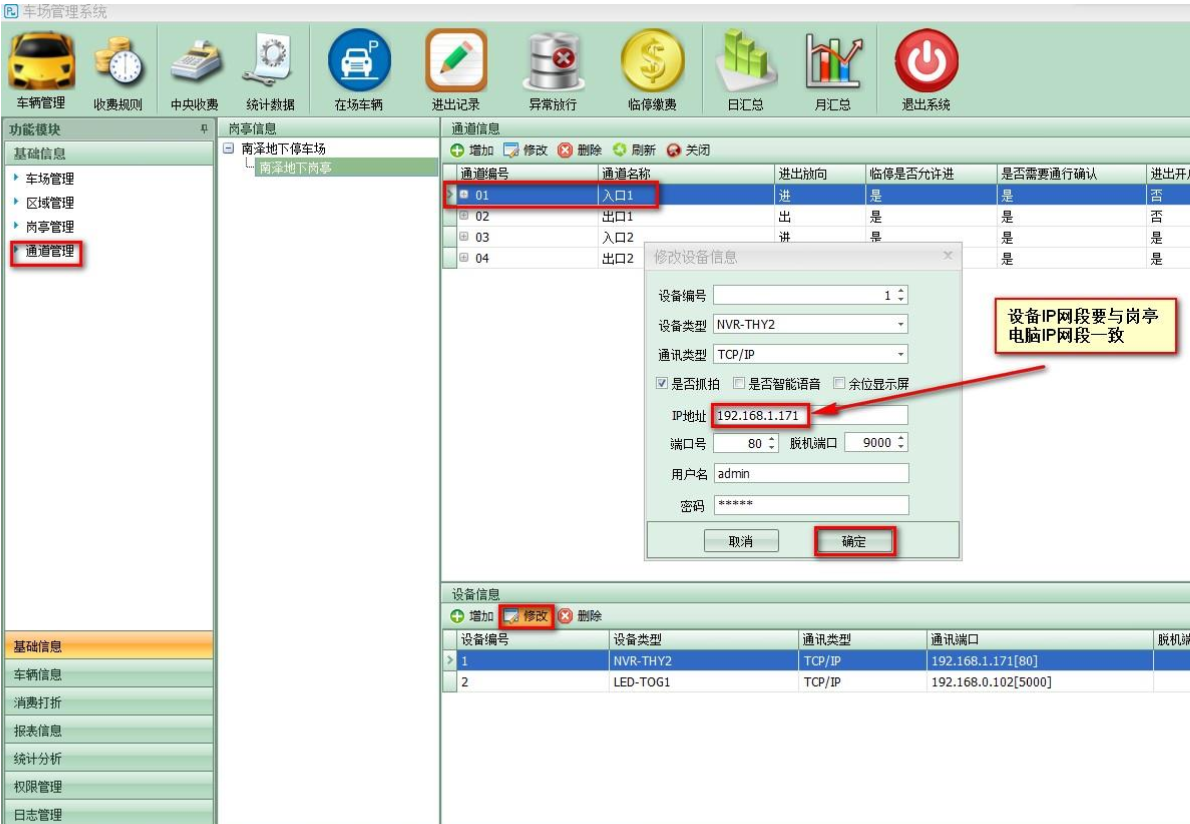 车场管理系统
车辆管理 收费规则 中央收费 统计数据 在场车辆 进出记录 异常放行 临停缴费 日汇总 月汇总 退出系统
功能模块
基础信息
车场管理
区域管理
岗亭管理
通道管理
基础信息
车辆信息
消费打折
报表信息
统计分析
权限管理
日志管理
岗亭信息
南泽地下停车场
南泽地下岗亭
通道信息
增加 修改 删除 刷新 关闭
通道编号 通道名称 进出放向 临停是否允许进 是否需要通行确认 进出开
01 入口1 进 是 是 否
02 出口1 出 是 是 否
03 入口2 进 是 是 是
04 出口2 是 是
修改设备信息
设备编号 1
设备类型 NVR-THY2
通讯类型 TCP/IP
是否抓拍 是否智能语音 余位显示屏
IP地址 192.168.1.171
端口号 80 脱机端口 9000
用户名 admin
密码 *****
取消 确定
设备IP网段要与岗亭
电脑IP网段一致
设备信息
增加 修改 删除
设备编号 设备类型 通讯类型 通讯端口 脱机端
1 NVR-THY2 TCP/IP 192.168.1.171[80]
2 LED-TOG1 TCP/IP 192.168.0.102[5000]